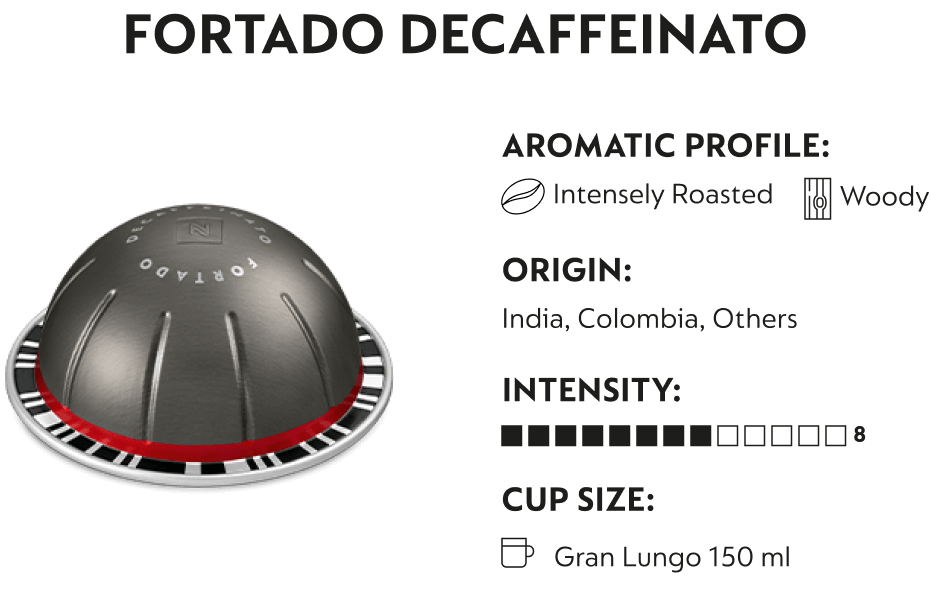 FORTADO DECAFFEINATO
AROMATIC PROFILE:
Intensely Roasted Woody
ORIGIN:
India, Colombia, Others
INTENSITY:
8
CUP SIZE:
Gran Lungo 150 ml
DECAFFEINATO
FORTADO
N